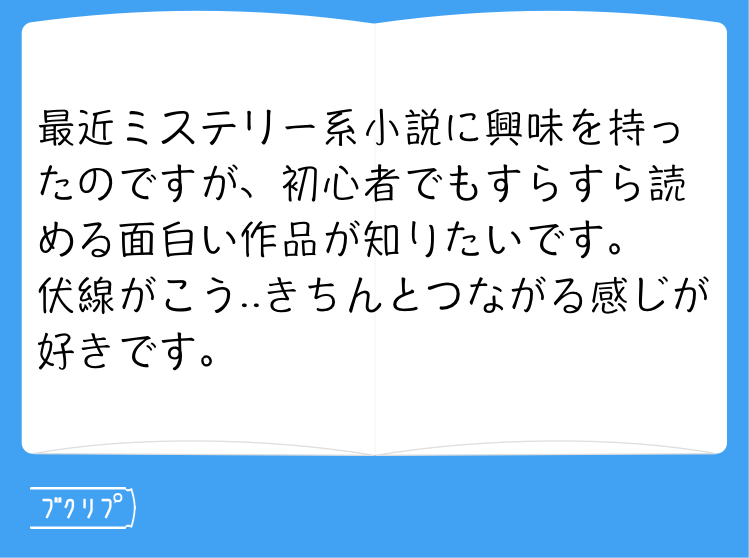 最近ミステリー系小説に興味を持っ
たのですが、初心者でもすらすら読
める面白い作品が知りたいです。
伏線がこう..きちんとつながる感じが
好きです。
ブクリプ